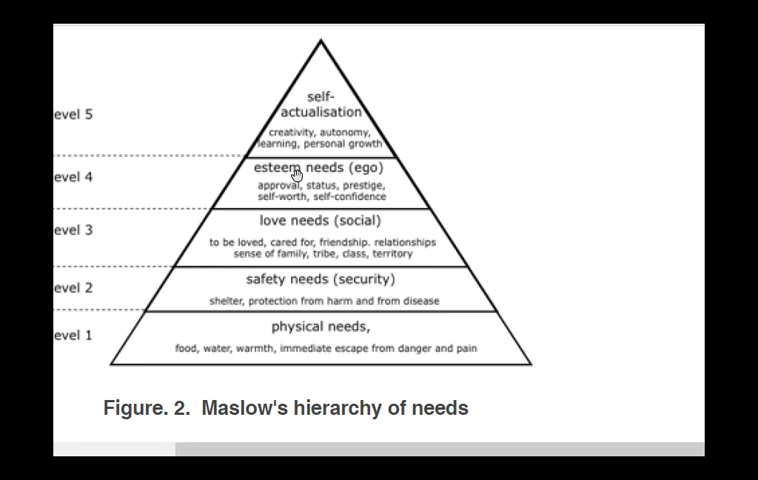 self-
actualisation
evel 5
creativity, autonomy,
learning, personal growth
esteem needs (ego)
evel 4
approval, status, prestige,
self-worth, self-confidence
love needs (social)
evel 3
to be loved, cared for, friendship. relationships
sense of family, tribe, class, territory
safety needs (security)
evel 2
shelter, protection from harm and from disease
physical needs,
evel 1
food, water, warmth, immediate escape from danger and pain
Figure. 2. Maslow's hierarchy of needs